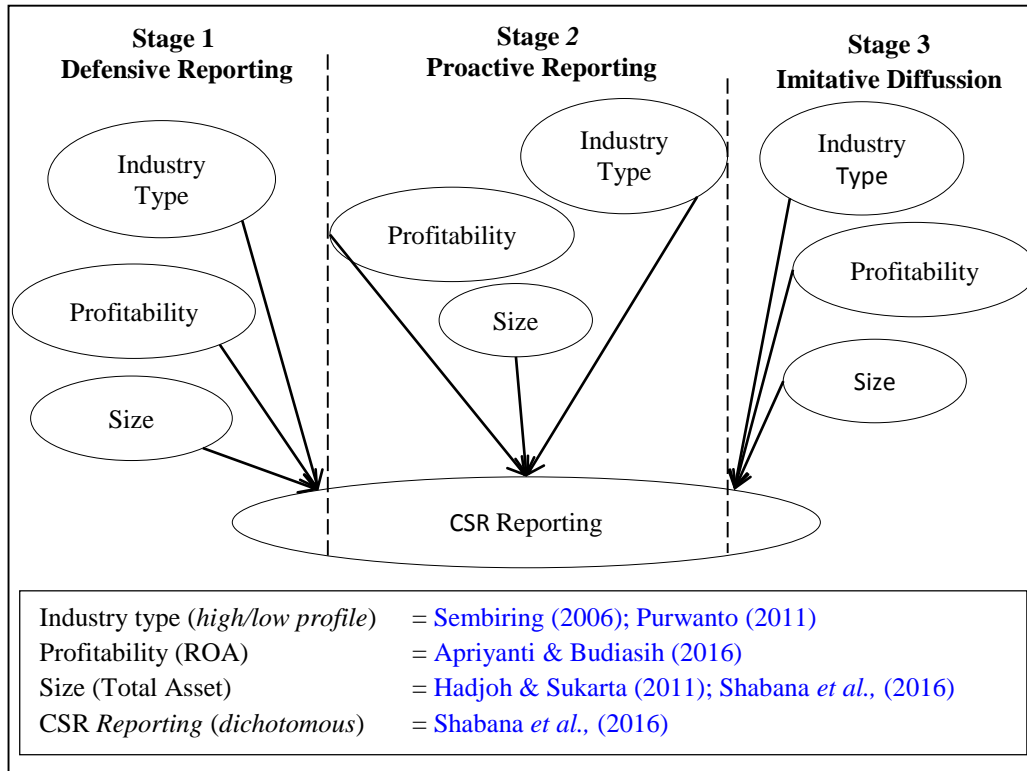 Stage 1
Defensive Reporting
Stage 2
Proactive Reporting
Stage 3
Imitative Diffussion
Industry
Type
Profitability
Size
Industry
Type
Profitability
Size
Industry
Type
Profitability
Size
CSR Reporting
Industry type (high/low profile) = Sembiring (2006); Purwanto (2011)
Profitability (ROA) = Apriyanti & Budiasih (2016)
Size (Total Asset) = Hadjoh & Sukarta (2011); Shabana et al., (2016)
CSR Reporting (dichotomous) = Shabana et al., (2016)